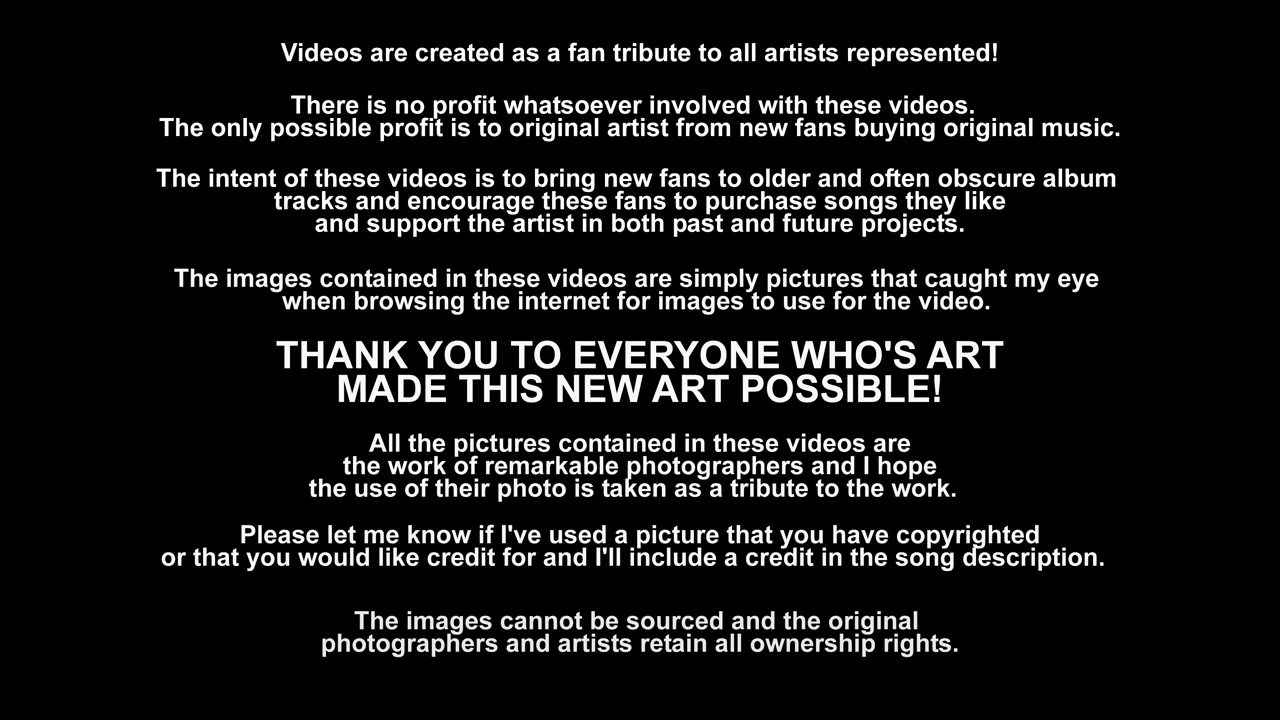 Videos are created as a fan tribute to all artists represented!
There is no profit whatsoever involved with these videos.
The only possible profit is to original artist from new fans buying original music.
The intent of these videos is to bring new fans to older and often obscure album
tracks and encourage these fans to purchase songs they like
and support the artist in both past and future projects.
The images contained in these videos are simply pictures that caught my eye
when browsing the internet for images to use for the video.
THANK YOU TO EVERYONE WHO'S ART
MADE THIS NEW ART POSSIBLE!
All the pictures contained in these videos are
the work of remarkable photographers and I hope
the use of their photo is taken as a tribute to the work.
Please let me know if I've used a picture that you have copyrighted
or that you would like credit for and I'll include a credit in the song description.
The images cannot be sourced and the original
photographers and artists retain all ownership rights.